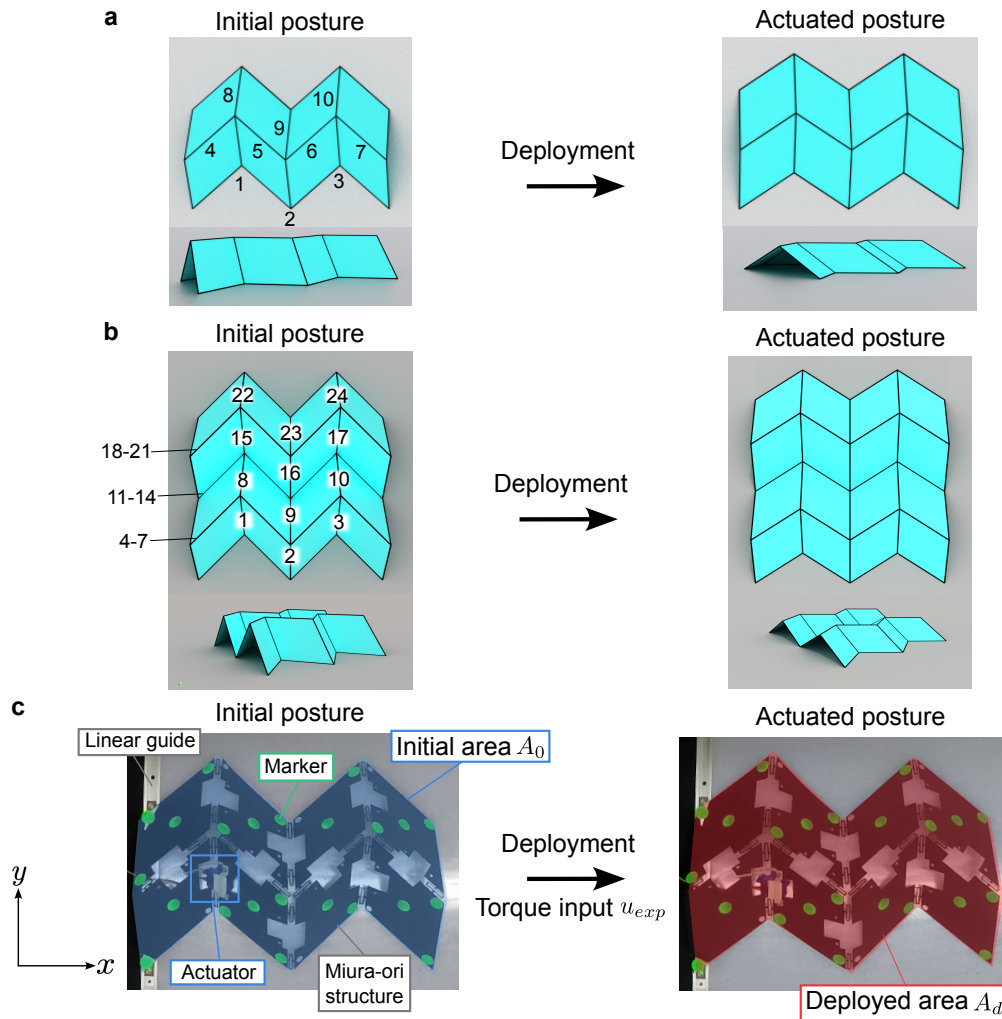 a
Initial posture
Actuated posture
8
10
9
4
5
6
7
1
3
2
Deployment
b
Initial posture
Actuated posture
22
24
23
15
17
18-21
16
8
10
11-14
9
1
3
4-7
2
Deployment
c
Initial posture
Actuated posture
Linear guide
Initial area A₀
Marker
Deployment
Torque input u_exp
y
x
Actuator
Miura-ori
structure
Deployed area A_d